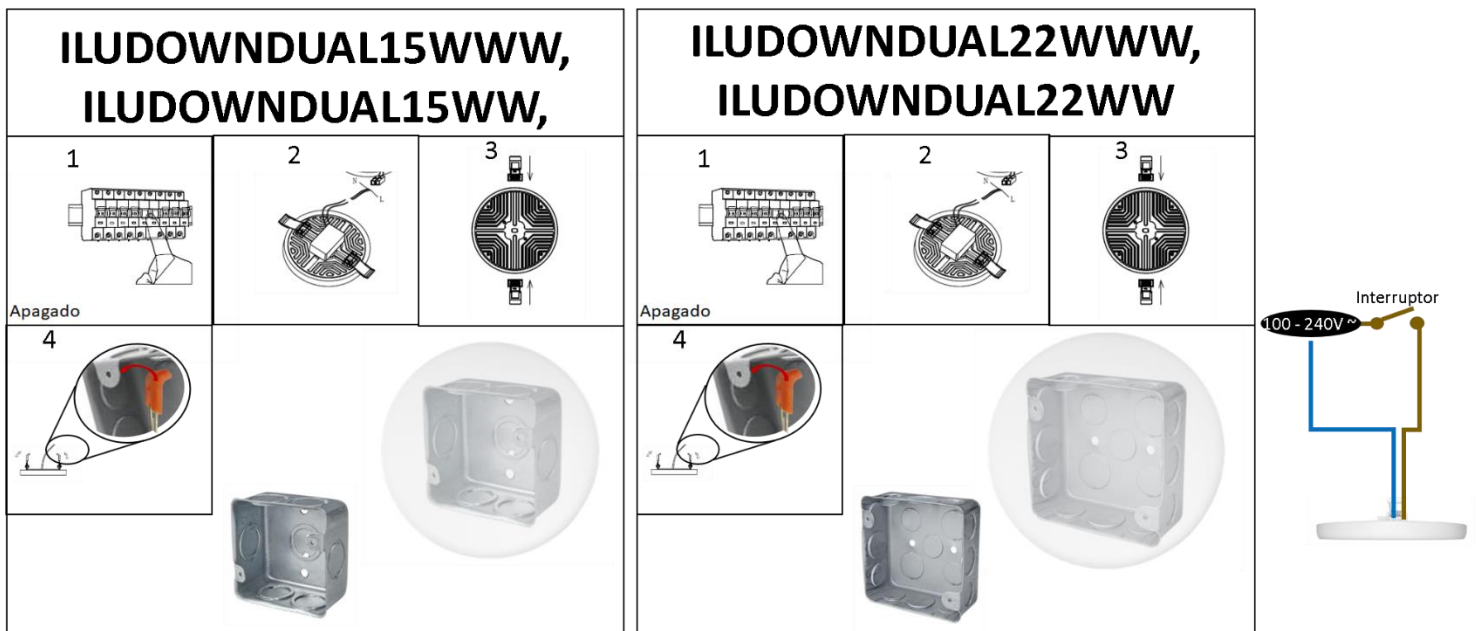 ILUDOWNDUAL15WWW,
ILUDOWNDUAL15WW,
1
2
N
L
3
Apagado
4
ILUDOWNDUAL22WWW,
ILUDOWNDUAL22WW
1
2
N
L
3
Apagado
4
Interruptor
100 - 240V ~